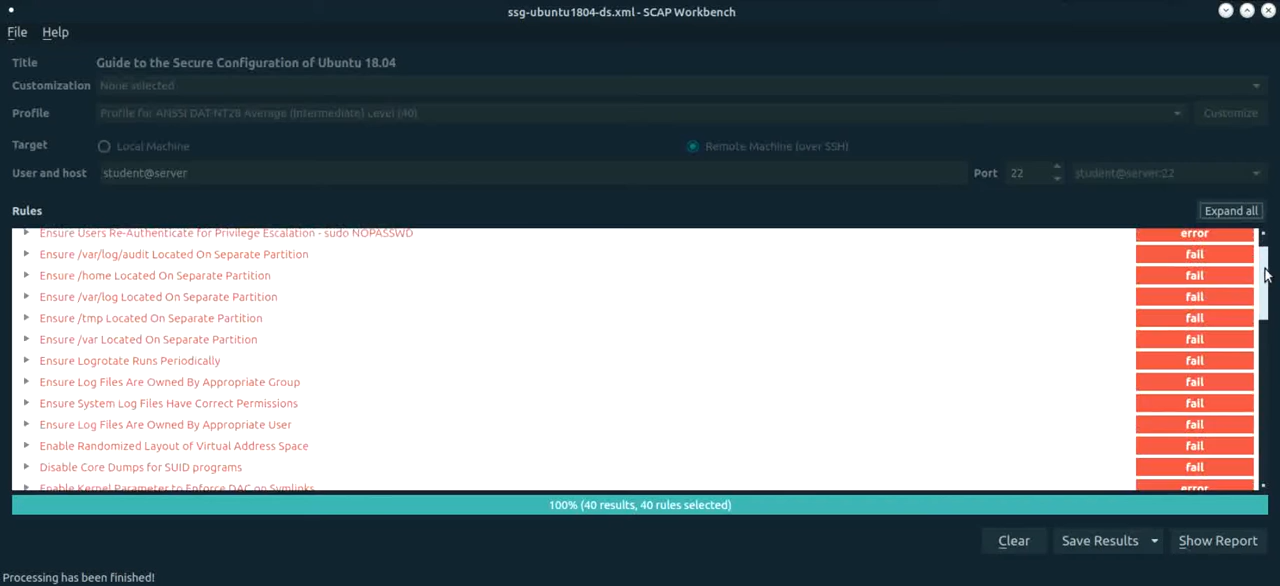 ssg-ubuntu1804-ds.xml - SCAP Workbench
File Help
Title Guide to the Secure Configuration of Ubuntu 18.04
Customization None selected
Profile Profile for ANSSI DAT-NT28 Average (Intermediate) Level (40) Customize
Target Local Machine Remote Machine (over SSH)
User and host student@server Port 22 student@server:22
Rules Expand all
Ensure Users Re-Authenticate for Privilege Escalation - sudo NOPASSWD error
Ensure /var/log/audit Located On Separate Partition fail
Ensure /home Located On Separate Partition fail
Ensure /var/log Located On Separate Partition fail
Ensure /tmp Located On Separate Partition fail
Ensure /var Located On Separate Partition fail
Ensure Logrotate Runs Periodically fail
Ensure Log Files Are Owned By Appropriate Group fail
Ensure System Log Files Have Correct Permissions fail
Ensure Log Files Are Owned By Appropriate User fail
Enable Randomized Layout of Virtual Address Space fail
Disable Core Dumps for SUID programs fail
Enable Kernel Parameter to Enforce DAC on Symlinks error
100% (40 results, 40 rules selected)
Clear Save Results Show Report
Processing has been finished!